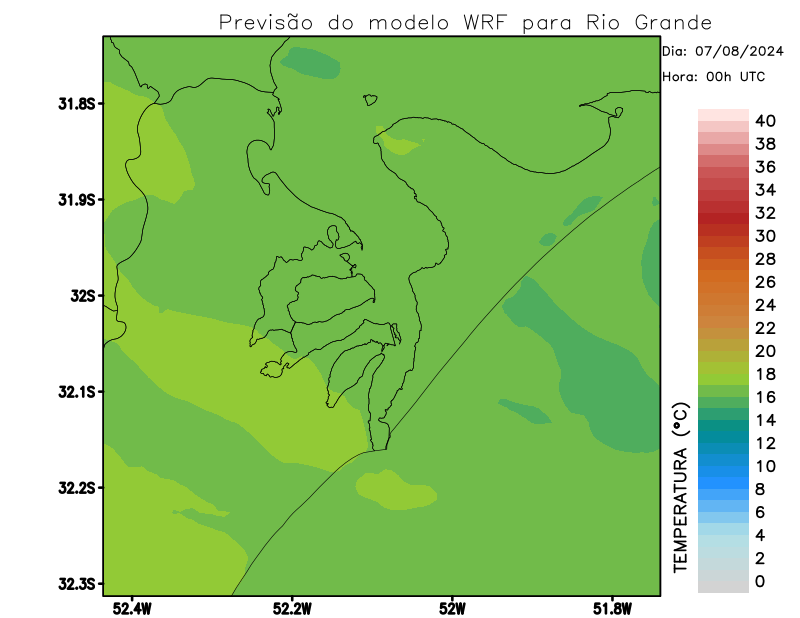 Previsão do modelo WRF para Rio Grande
Dia: 07/08/2024
Hora: 00h UTC
31.8S
31.9S
32S
32.1S
32.2S
32.3S
52.4W
52.2W
52W
51.8W
TEMPERATURA (°C)
40
38
36
34
32
30
28
26
24
22
20
18
16
14
12
10
8
6
4
2
0